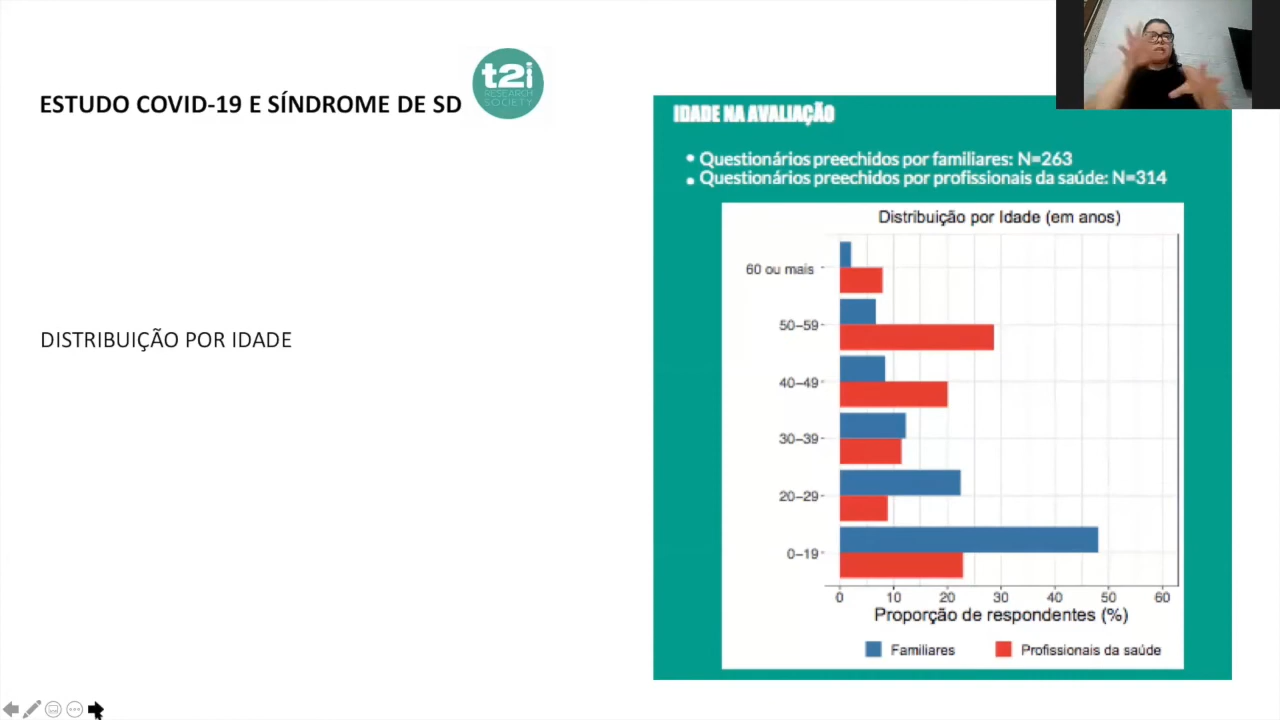 ESTUDO COVID-19 E SÍNDROME DE SD
t2i
RESEARCH
SOCIETY
DISTRIBUIÇÃO POR IDADE
IDADE NA AVALIAÇÃO
• Questionários preechidos por familiares: N=263
• Questionários preechidos por profissionais da saúde: N=314
Distribuição por Idade (em anos)
60 ou mais
50–59
40–49
30–39
20–29
0–19
0 10 20 30 40 50 60
Proporção de respondentes (%)
Familiares Profissionais da saúde